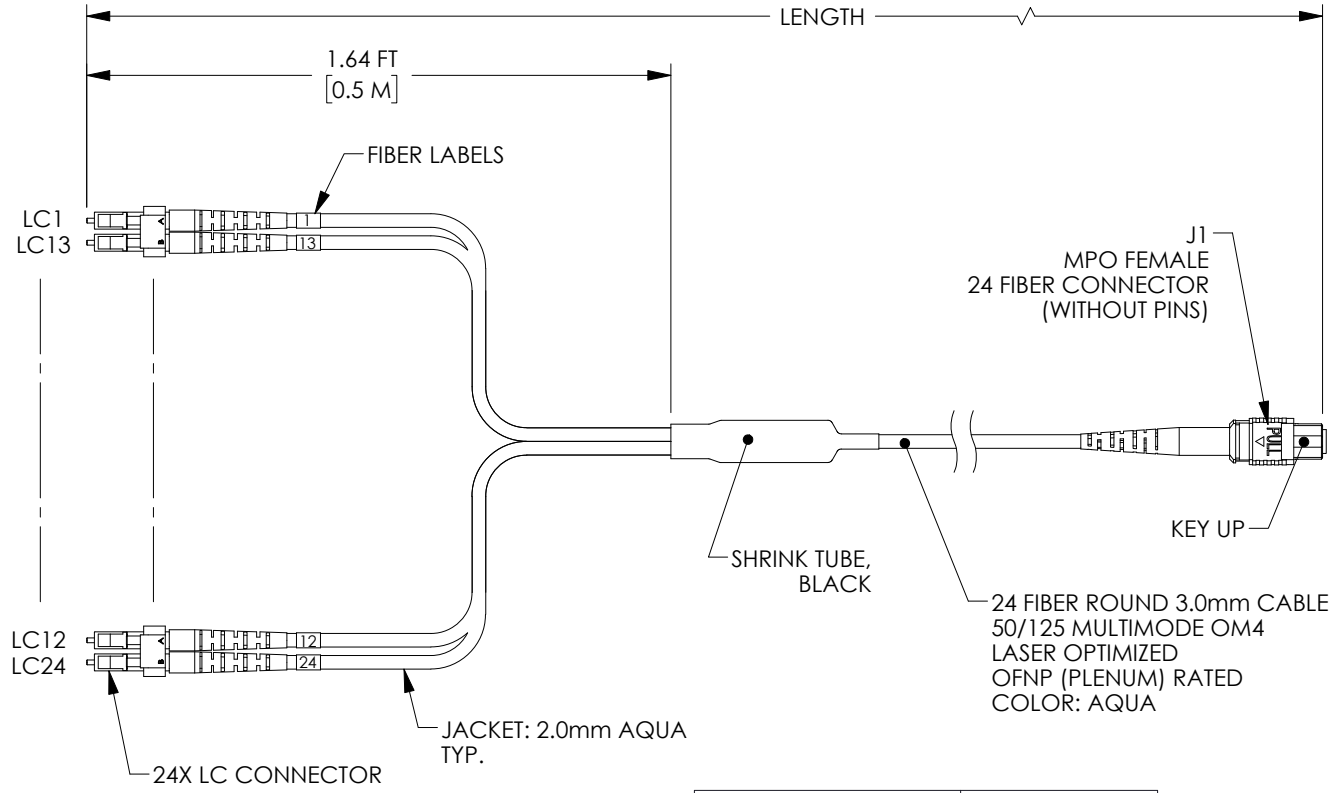 LENGTH
1.64 FT
[0.5 M]
FIBER LABELS
LC1
LC13
A
B
1
13
J1
MPO FEMALE
24 FIBER CONNECTOR
(WITHOUT PINS)
PULL
KEY UP
SHRINK TUBE,
BLACK
24 FIBER ROUND 3.0mm CABLE
50/125 MULTIMODE OM4
LASER OPTIMIZED
OFNP (PLENUM) RATED
COLOR: AQUA
LC12
LC24
A
B
12
24
JACKET: 2.0mm AQUA
TYP.
24X LC CONNECTOR